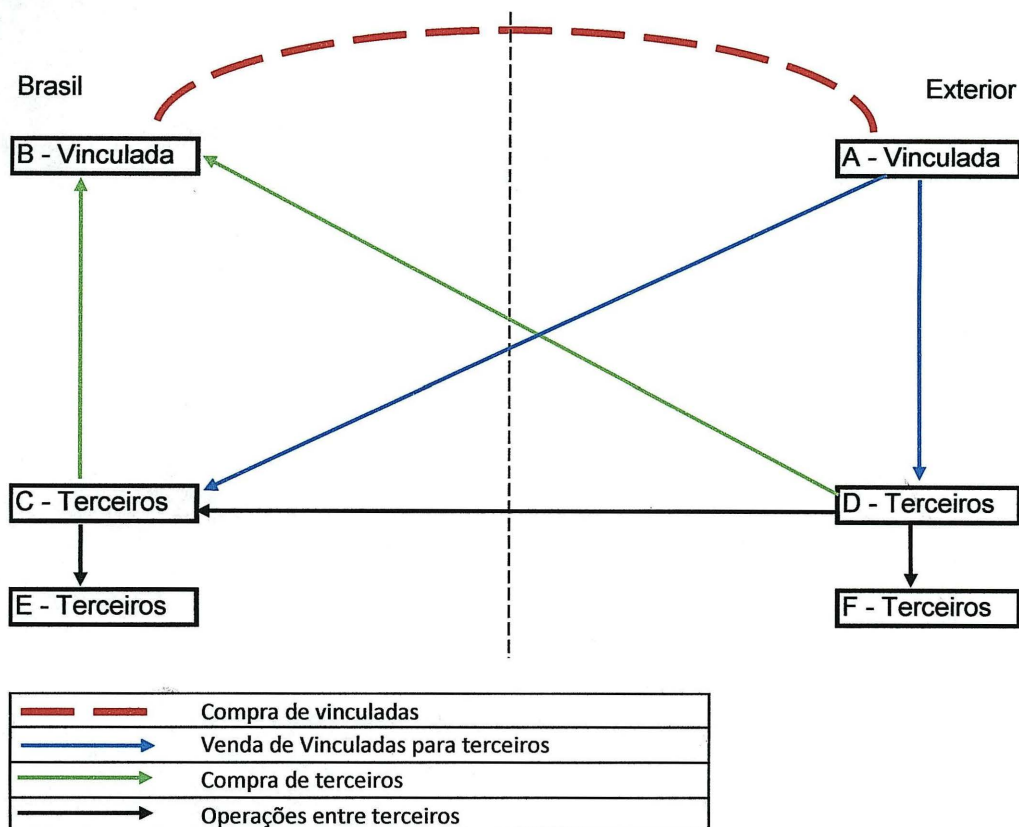 Brasil
Exterior
B - Vinculada
A - Vinculada
C - Terceiros
D - Terceiros
E - Terceiros
F - Terceiros
Compra de vinculadas
Venda de Vinculadas para terceiros
Compra de terceiros
Operações entre terceiros